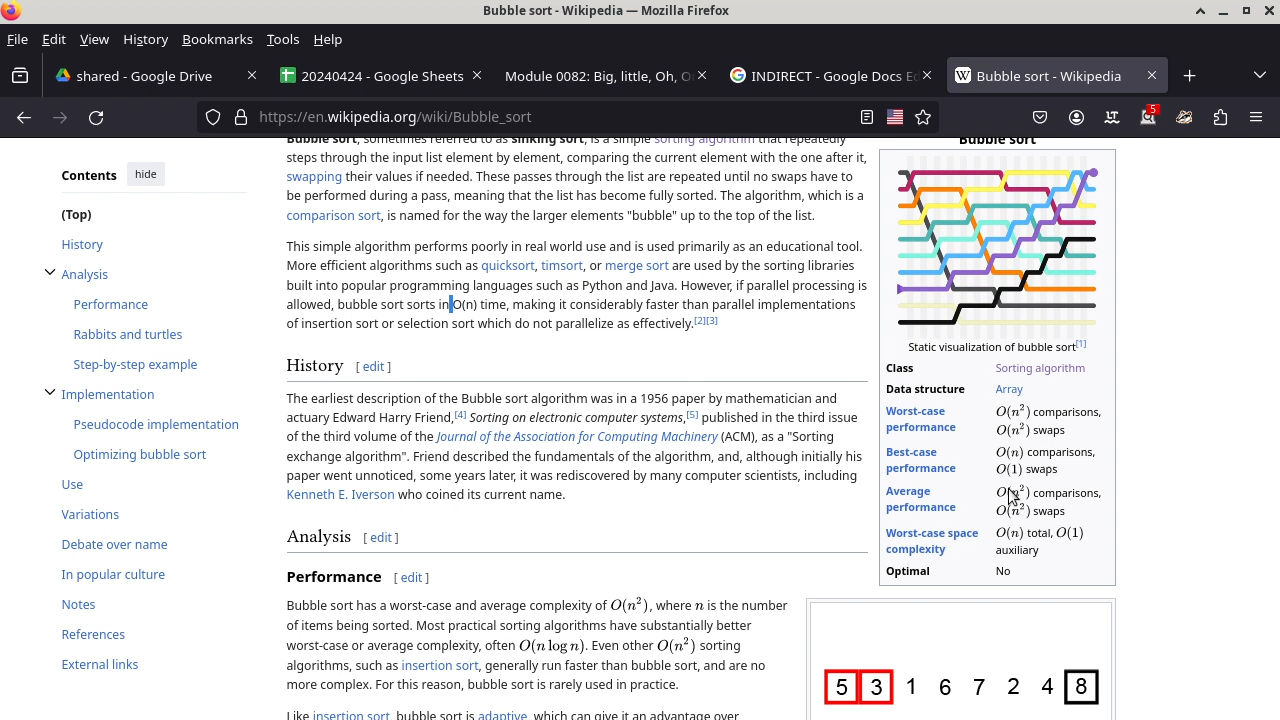 Bubble sort - Wikipedia — Mozilla Firefox
File Edit View History Bookmarks Tools Help
shared - Google Drive
20240424 - Google Sheets
Module 0082: Big, little, Oh, O
INDIRECT - Google Docs Ed
Bubble sort - Wikipedia
https://en.wikipedia.org/wiki/Bubble_sort
5
Contents hide
(Top)
History
Analysis
Performance
Rabbits and turtles
Step-by-step example
Implementation
Pseudocode implementation
Optimizing bubble sort
Use
Variations
Debate over name
In popular culture
Notes
References
External links
Bubble sort, sometimes referred to as sinking sort, is a simple sorting algorithm that repeatedly
steps through the input list element by element, comparing the current element with the one after it,
swapping their values if needed. These passes through the list are repeated until no swaps have to
be performed during a pass, meaning that the list has become fully sorted. The algorithm, which is a
comparison sort, is named for the way the larger elements "bubble" up to the top of the list.
This simple algorithm performs poorly in real world use and is used primarily as an educational tool.
More efficient algorithms such as quicksort, timsort, or merge sort are used by the sorting libraries
built into popular programming languages such as Python and Java. However, if parallel processing is
allowed, bubble sort sorts in O(n) time, making it considerably faster than parallel implementations
of insertion sort or selection sort which do not parallelize as effectively.[2][3]
History [ edit ]
The earliest description of the Bubble sort algorithm was in a 1956 paper by mathematician and
actuary Edward Harry Friend,[4] Sorting on electronic computer systems,[5] published in the third issue
of the third volume of the Journal of the Association for Computing Machinery (ACM), as a "Sorting
exchange algorithm". Friend described the fundamentals of the algorithm, and, although initially his
paper went unnoticed, some years later, it was rediscovered by many computer scientists, including
Kenneth E. Iverson who coined its current name.
Analysis [ edit ]
Performance [ edit ]
Bubble sort has a worst-case and average complexity of O(n²), where n is the number
of items being sorted. Most practical sorting algorithms have substantially better
worst-case or average complexity, often O(n log n). Even other O(n²) sorting
algorithms, such as insertion sort, generally run faster than bubble sort, and are no
more complex. For this reason, bubble sort is rarely used in practice.
Like insertion sort, bubble sort is adaptive, which can give it an advantage over
Bubble sort
Static visualization of bubble sort[1]
Class Sorting algorithm
Data structure Array
Worst-case performance O(n²) comparisons,
O(n²) swaps
Best-case performance O(n) comparisons,
O(1) swaps
Average performance O(n²) comparisons,
O(n²) swaps
Worst-case space complexity O(n) total, O(1)
auxiliary
Optimal No
5 3 1 6 7 2 4 8